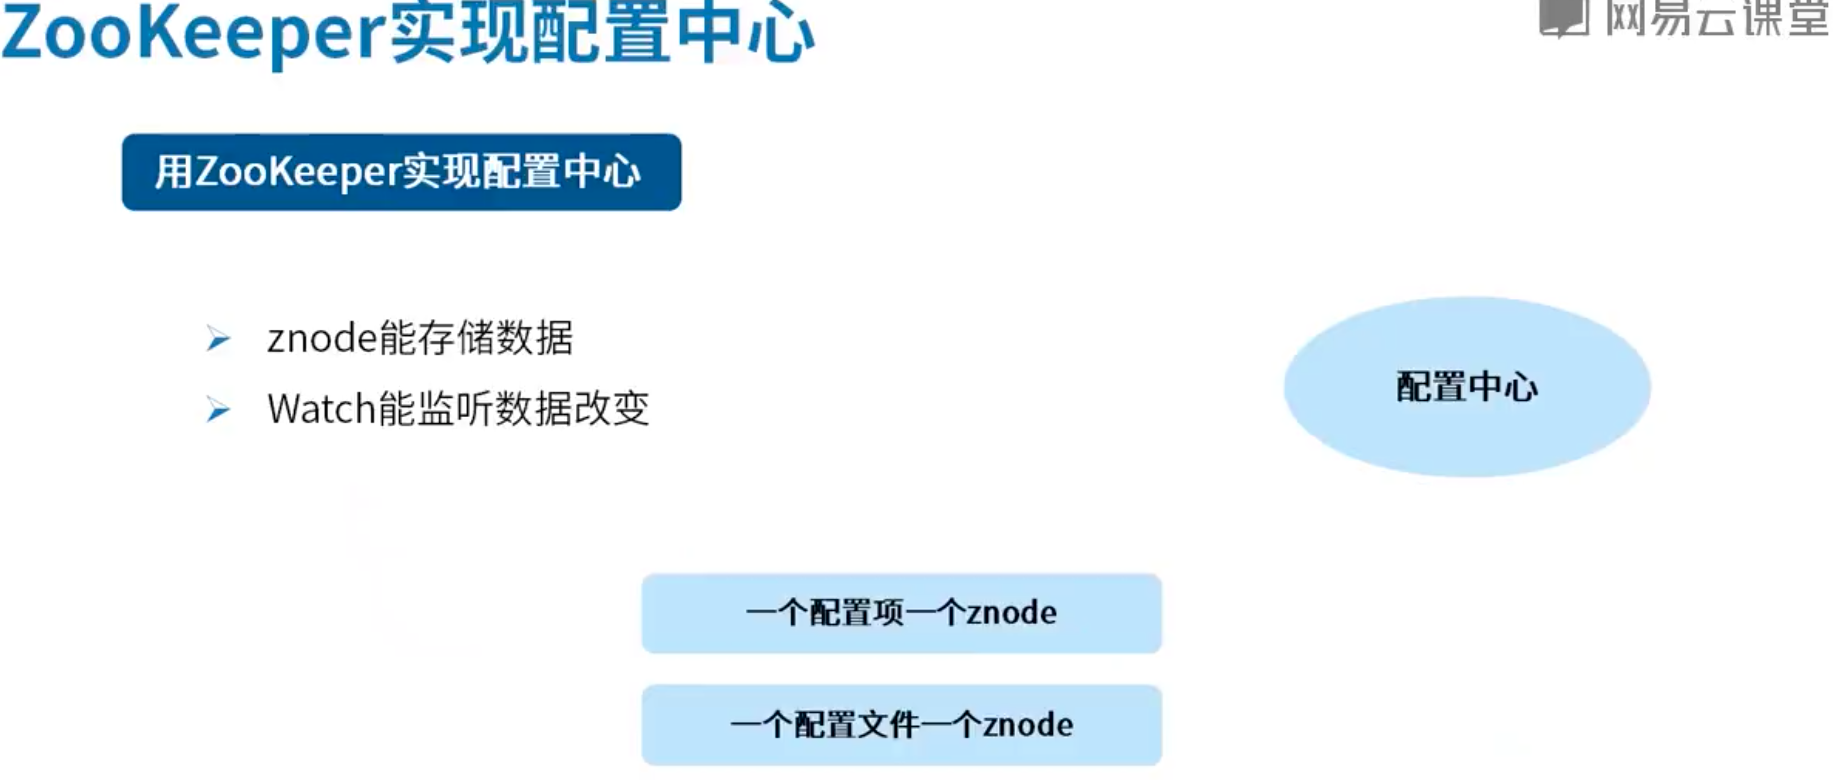 ZooKeeper实现配置中心
网易云课堂
用ZooKeeper实现配置中心
znode能存储数据
Watch能监听数据改变
配置中心
一个配置项一个znode
一个配置文件一个znode